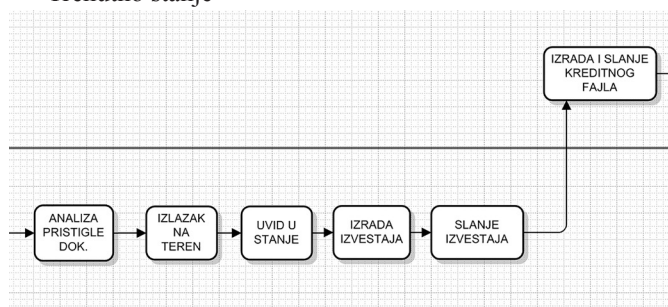 Trenutno stanje
IZRADA I SLANJE
KREDITNOG
FAJLA
ANALIZA
PRISTIGLE
DOK.
IZLAZAK
NA
TEREN
UVID U
STANJE
IZRADA
IZVESTAJA
SLANJE
IZVESTAJA